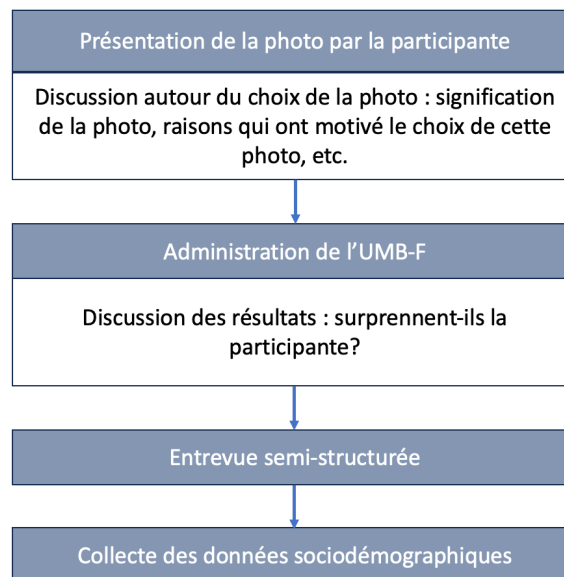 Présentation de la photo par la participante
Discussion autour du choix de la photo : signification
de la photo, raisons qui ont motivé le choix de cette
photo, etc.
Administration de l’UMB-F
Discussion des résultats : surprennent-ils la
participante?
Entrevue semi-structurée
Collecte des données sociodémographiques